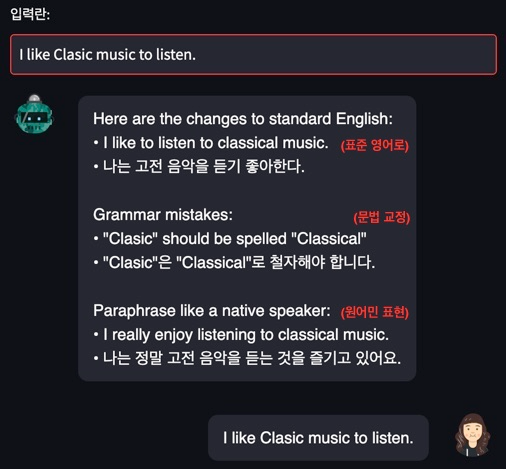 입력란:
I like Clasic music to listen.
Here are the changes to standard English:
• I like to listen to classical music. (표준 영어로)
• 나는 고전 음악을 듣기 좋아한다.
Grammar mistakes: (문법 교정)
• "Clasic" should be spelled "Classical"
• "Clasic"은 "Classical"로 철자해야 합니다.
Paraphrase like a native speaker: (원어민 표현)
• I really enjoy listening to classical music.
• 나는 정말 고전 음악을 듣는 것을 즐기고 있어요.
I like Clasic music to listen.